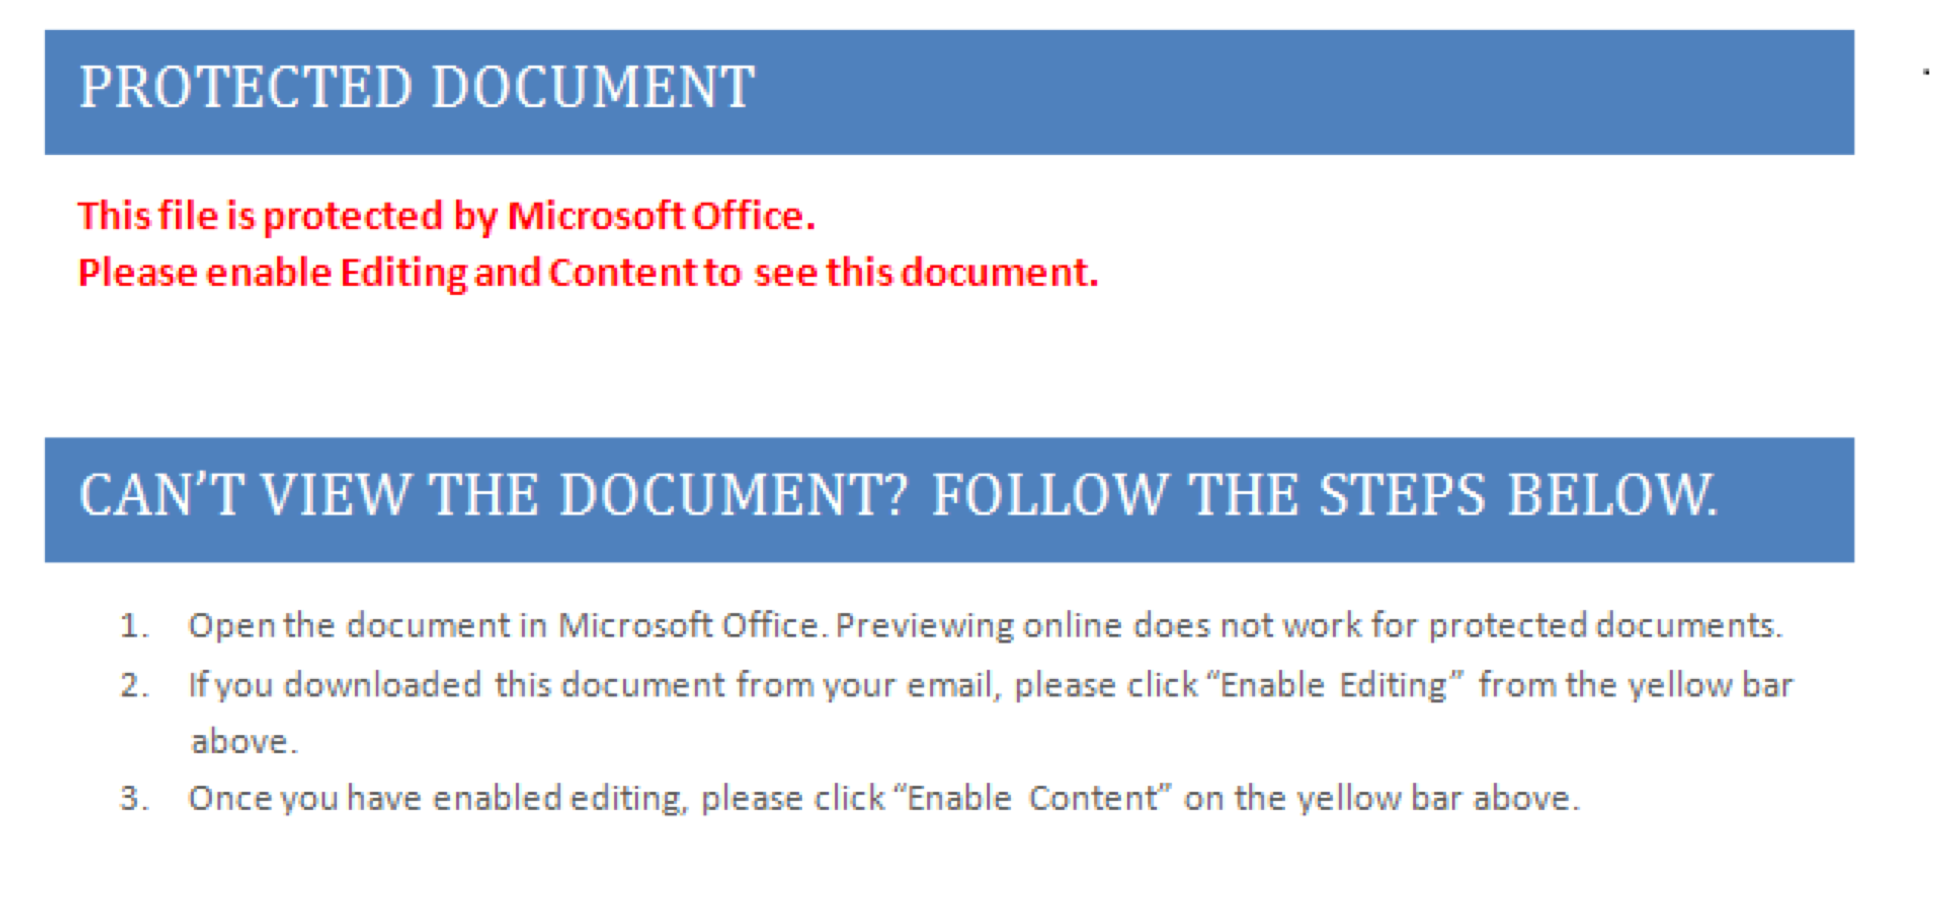 PROTECTED DOCUMENT
This file is protected by Microsoft Office.
Please enable Editing and Content to see this document.
CAN’T VIEW THE DOCUMENT? FOLLOW THE STEPS BELOW.
1. Open the document in Microsoft Office. Previewing online does not work for protected documents.
2. If you downloaded this document from your email, please click “Enable Editing” from the yellow bar
above.
3. Once you have enabled editing, please click “Enable Content” on the yellow bar above.